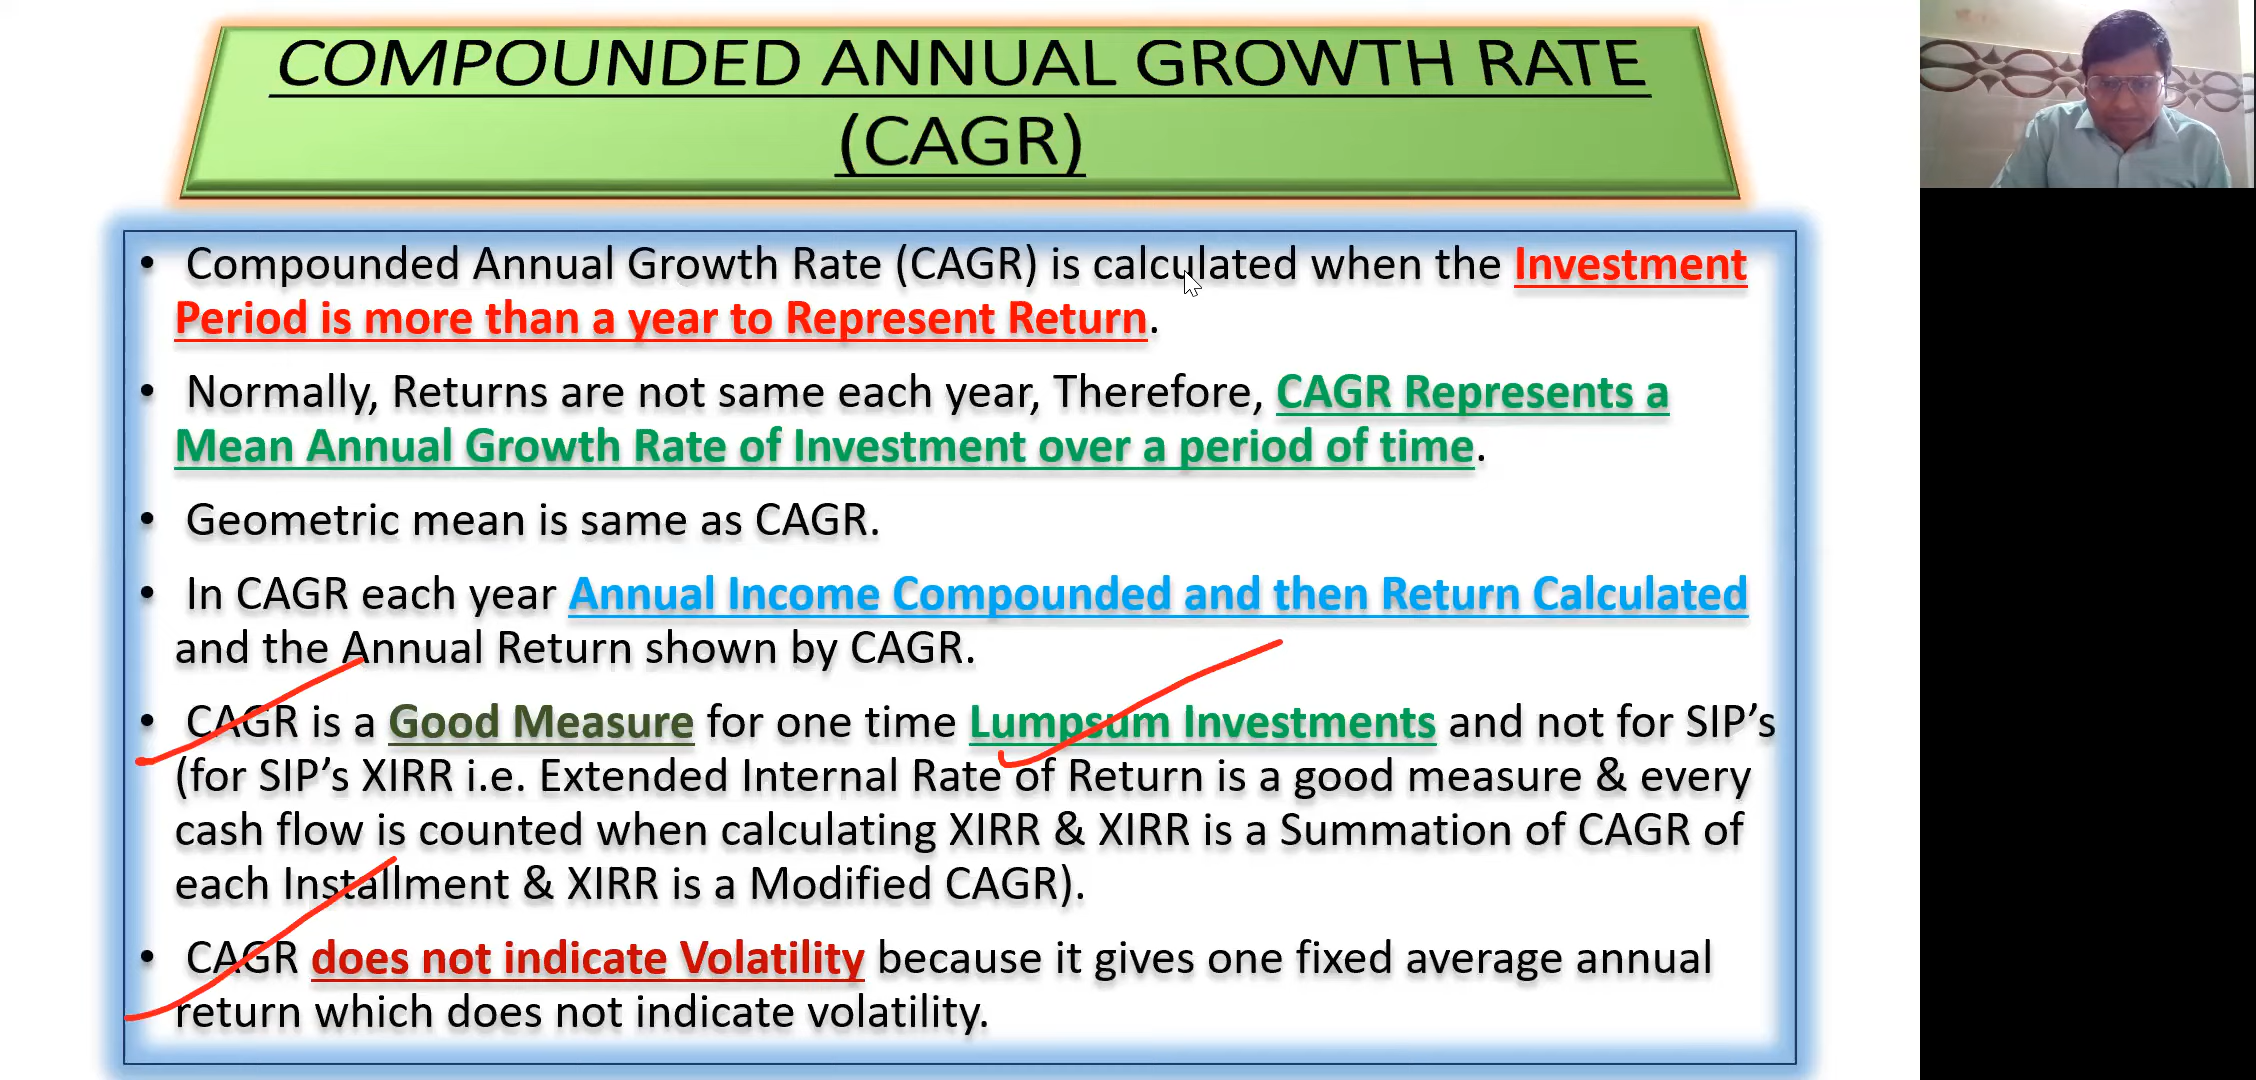 COMPOUNDED ANNUAL GROWTH RATE
(CAGR)
• Compounded Annual Growth Rate (CAGR) is calculated when the Investment
Period is more than a year to Represent Return.
• Normally, Returns are not same each year, Therefore, CAGR Represents a
Mean Annual Growth Rate of Investment over a period of time.
• Geometric mean is same as CAGR.
• In CAGR each year Annual Income Compounded and then Return Calculated
and the Annual Return shown by CAGR.
• CAGR is a Good Measure for one time Lumpsum Investments and not for SIP’s
(for SIP’s XIRR i.e. Extended Internal Rate of Return is a good measure & every
cash flow is counted when calculating XIRR & XIRR is a Summation of CAGR of
each Installment & XIRR is a Modified CAGR).
• CAGR does not indicate Volatility because it gives one fixed average annual
return which does not indicate volatility.